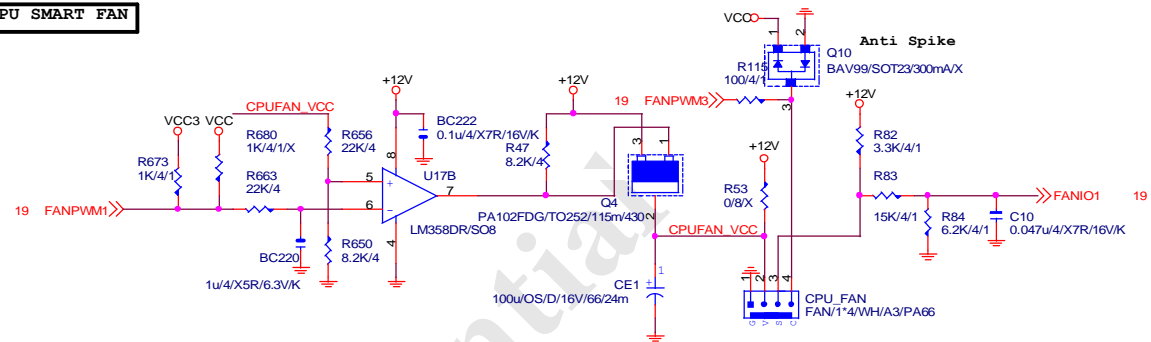 PU SMART FAN
VCC
1
2
Anti Spike
Q10
BAV99/SOT23/300mA/X
R115
100/4/1
3
19 FANPWM3
+12V
CPUFAN_VCC
VCC3 VCC
R680
1K/4/1/X
R656
22K/4
BC222
0.1u/4/X7R/16V/K
+12V
R47
8.2K/4
3
1
+12V
R82
3.3K/4/1
R673
1K/4/1
R663
22K/4
8
U17B
5
+
7
6
-
4
LM358DR/SO8
Q4
PA102FDG/TO252/115m/430
2
+12V
R53
0/8/X
R83
15K/4/1
FANIO1 19
19 FANPWM1
R84
6.2K/4/1
C10
0.047u/4/X7R/16V/K
CPUFAN_VCC
R650
8.2K/4
BC220
1u/4/X5R/6.3V/K
1
+
CE1
100u/OS/D/16V/66/24m
1
2
3
4
G
V
S
C
CPU_FAN
FAN/1*4/WH/A3/PA66
ntial